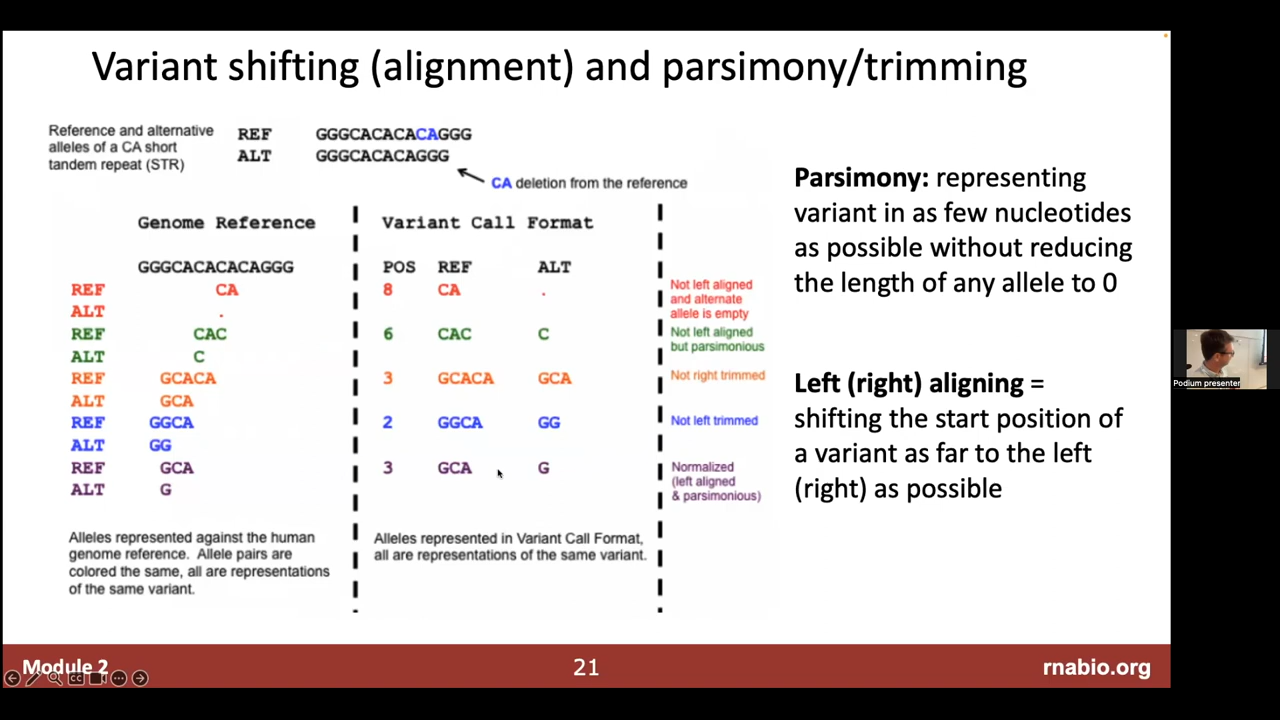 Variant shifting (alignment) and parsimony/trimming
Reference and alternative
alleles of a CA short
tandem repeat (STR)
REF GGGCACACACAGGG
ALT GGGCACACAGGG
CA deletion from the reference
Genome Reference
GGGCACACACAGGG
REF CA
ALT .
REF CAC
ALT C
REF GCACA
ALT GCA
REF GGCA
ALT GG
REF GCA
ALT G
Alleles represented against the human
genome reference. Allele pairs are
colored the same, all are representations
of the same variant.
Variant Call Format
POS REF ALT
8 CA .
6 CAC C
3 GCACA GCA
2 GGCA GG
3 GCA G
Alleles represented in Variant Call Format,
all are representations of the same variant.
Not left aligned
and alternate
allele is empty
Not left aligned
but parsimonious
Not right trimmed
Not left trimmed
Normalized
(left aligned
& parsimonious)
Parsimony: representing
variant in as few nucleotides
as possible without reducing
the length of any allele to 0
Left (right) aligning =
shifting the start position of
a variant as far to the left
(right) as possible
Podium presenter
Module 2
21
rnabio.org
CC